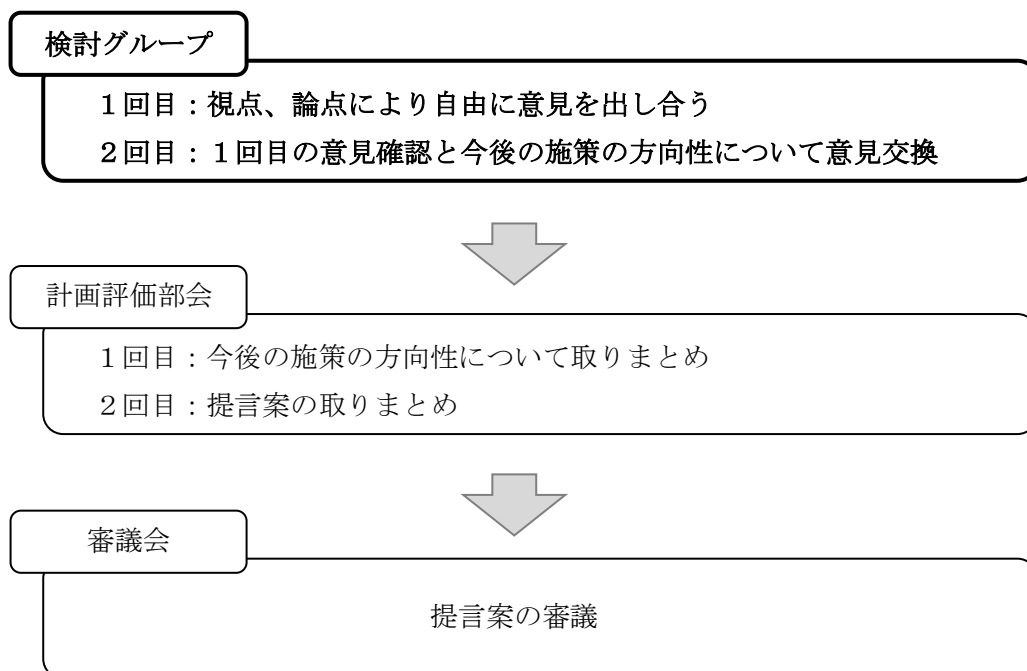 検討グループ
１回目：視点、論点により自由に意見を出し合う
２回目：１回目の意見確認と今後の施策の方向性について意見交換
計画評価部会
１回目：今後の施策の方向性について取りまとめ
２回目：提言案の取りまとめ
審議会
提言案の審議